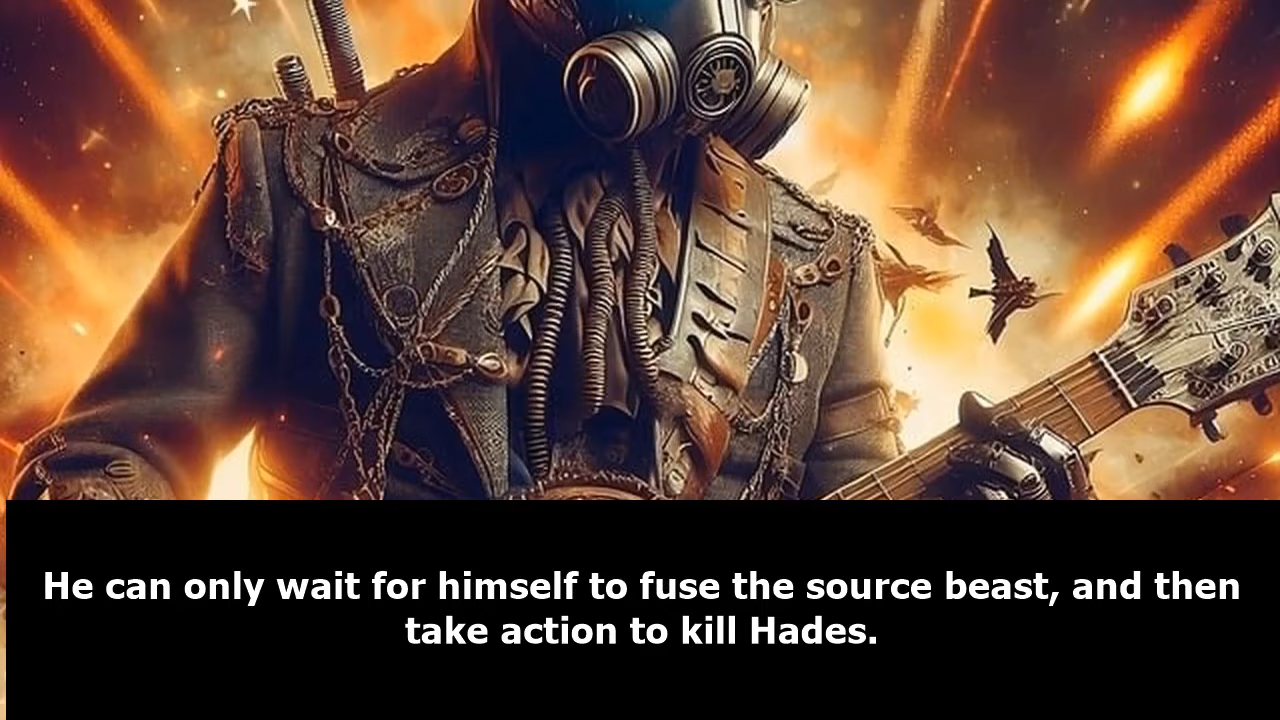 He can only wait for himself to fuse the source beast, and then
take action to kill Hades.